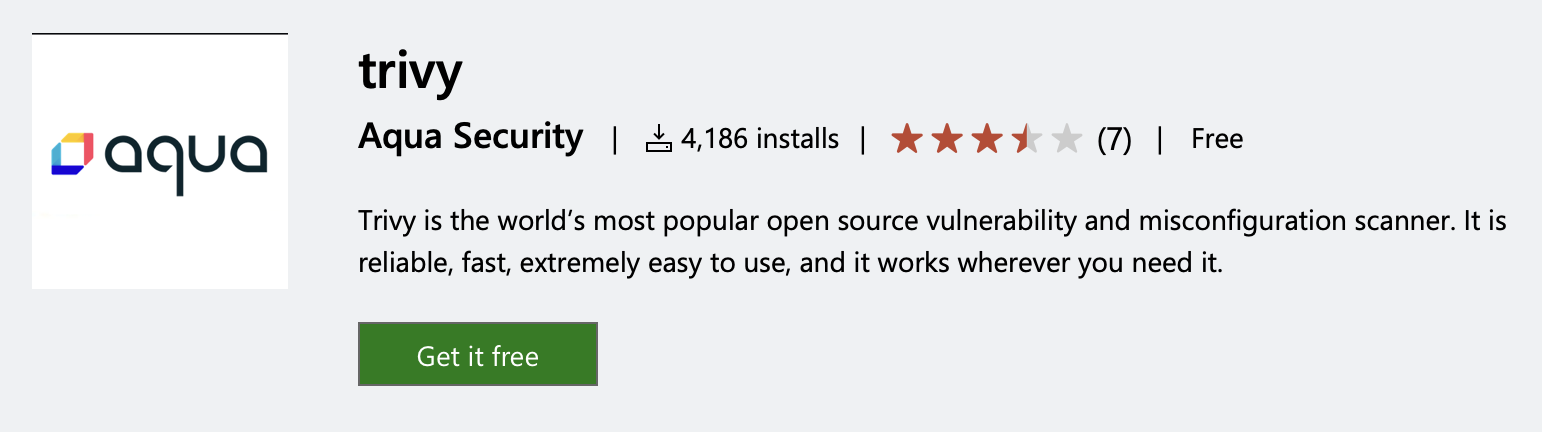 aqua
trivy
Aqua Security | 4,186 installs | (7) | Free
Trivy is the world’s most popular open source vulnerability and misconfiguration scanner. It is
reliable, fast, extremely easy to use, and it works wherever you need it.
Get it free